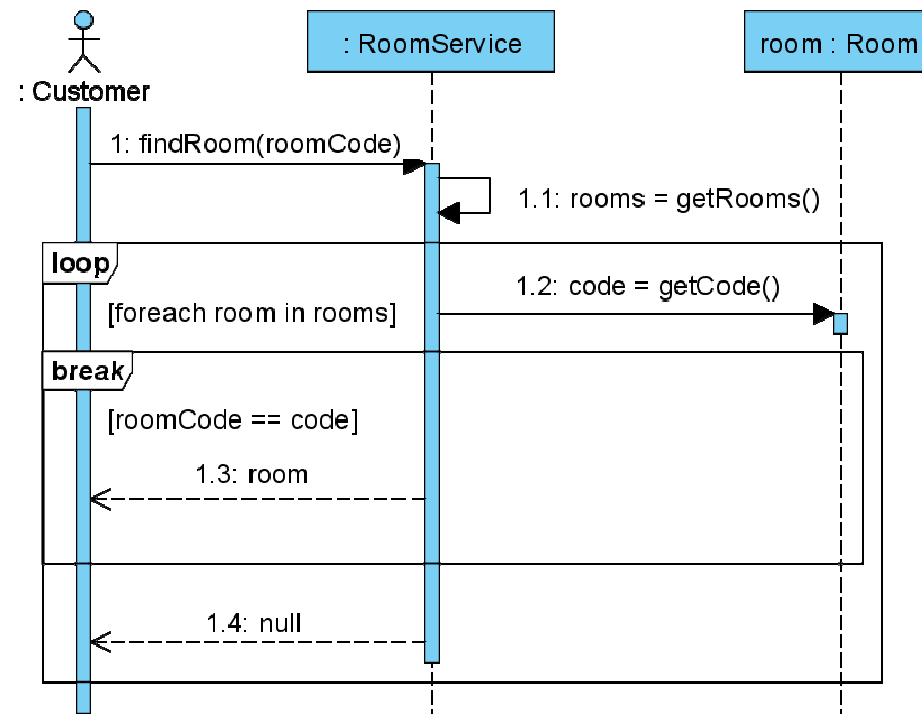 : Customer
: RoomService
room : Room
1: findRoom(roomCode)
1.1: rooms = getRooms()
loop
1.2: code = getCode()
[foreach room in rooms]
break
[roomCode == code]
1.3: room
1.4: null